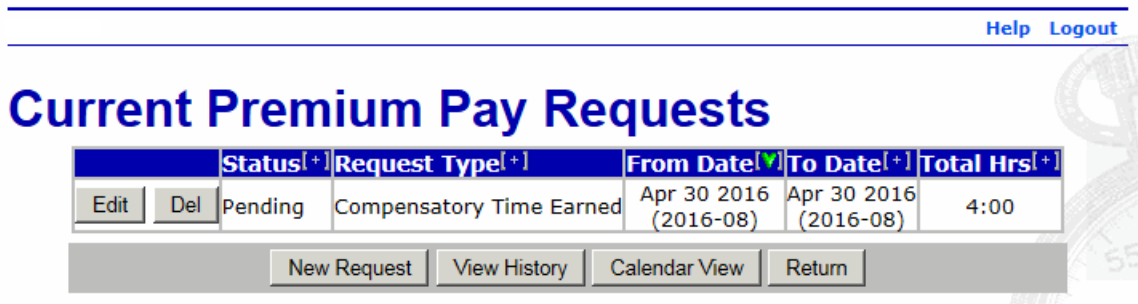 Help Logout
Current Premium Pay Requests
Status[+] Request Type[+] From Date[V] To Date[+] Total Hrs[+]
Edit Del Pending Compensatory Time Earned Apr 30 2016 (2016-08) Apr 30 2016 (2016-08) 4:00
New Request View History Calendar View Return
55